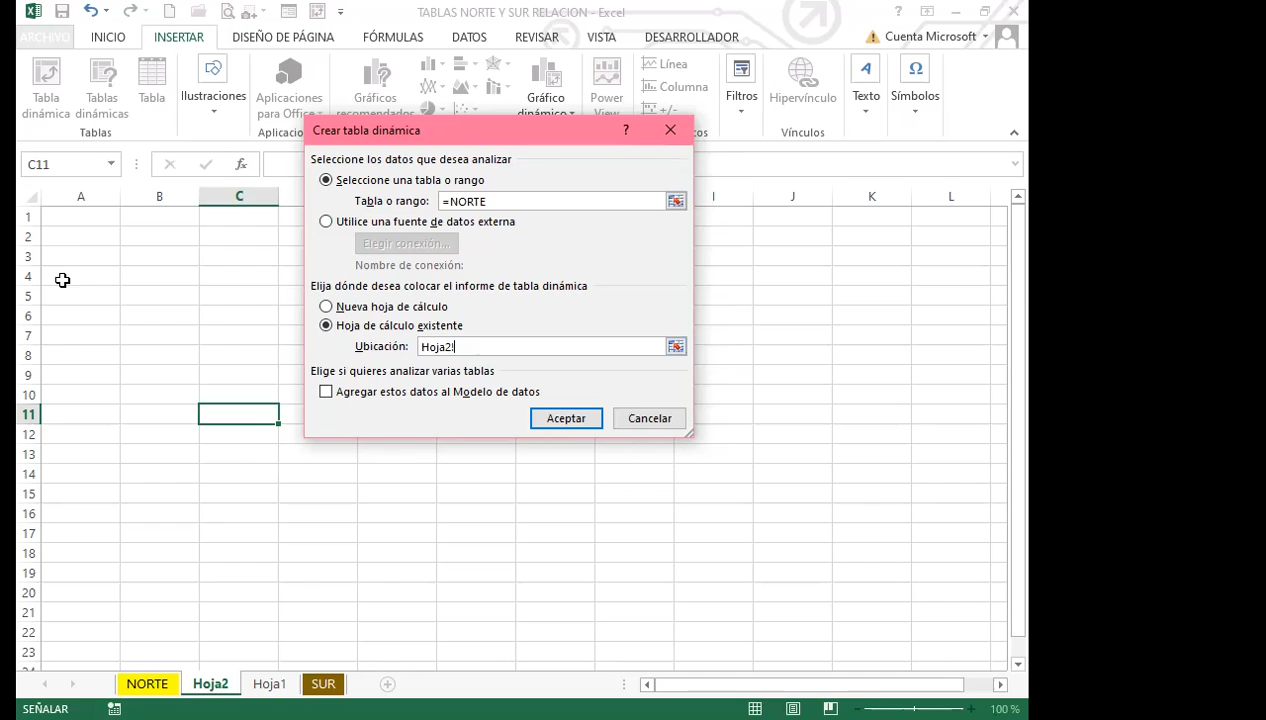 TABLAS NORTE Y SUR RELACION - Excel
ARCHIVO INICIO INSERTAR DISEÑO DE PÁGINA FÓRMULAS DATOS REVISAR VISTA DESARROLLADOR Cuenta Microsoft
Tabla dinámica
Tablas dinámicas
Tabla
Ilustraciones
Aplicaciones para Office
Gráficos recomendados
Gráfico dinámico
Power View
Línea
Columna
+/-
Filtros
Hipervínculo
Texto
Símbolos
Tablas
Vínculos
C11
fx
A B C I J K L
1
2
3
4
5
6
7
8
9
10
11
12
13
14
15
16
17
18
19
20
21
22
23
Crear tabla dinámica ?
Seleccione los datos que desea analizar
Seleccione una tabla o rango
Tabla o rango: =NORTE
Utilice una fuente de datos externa
Elegir conexión...
Nombre de conexión:
Elija dónde desea colocar el informe de tabla dinámica
Nueva hoja de cálculo
Hoja de cálculo existente
Ubicación: Hoja2!
Elige si quieres analizar varias tablas
Agregar estos datos al Modelo de datos
Aceptar Cancelar
NORTE Hoja2 Hoja1 SUR
SEÑALAR 100 %